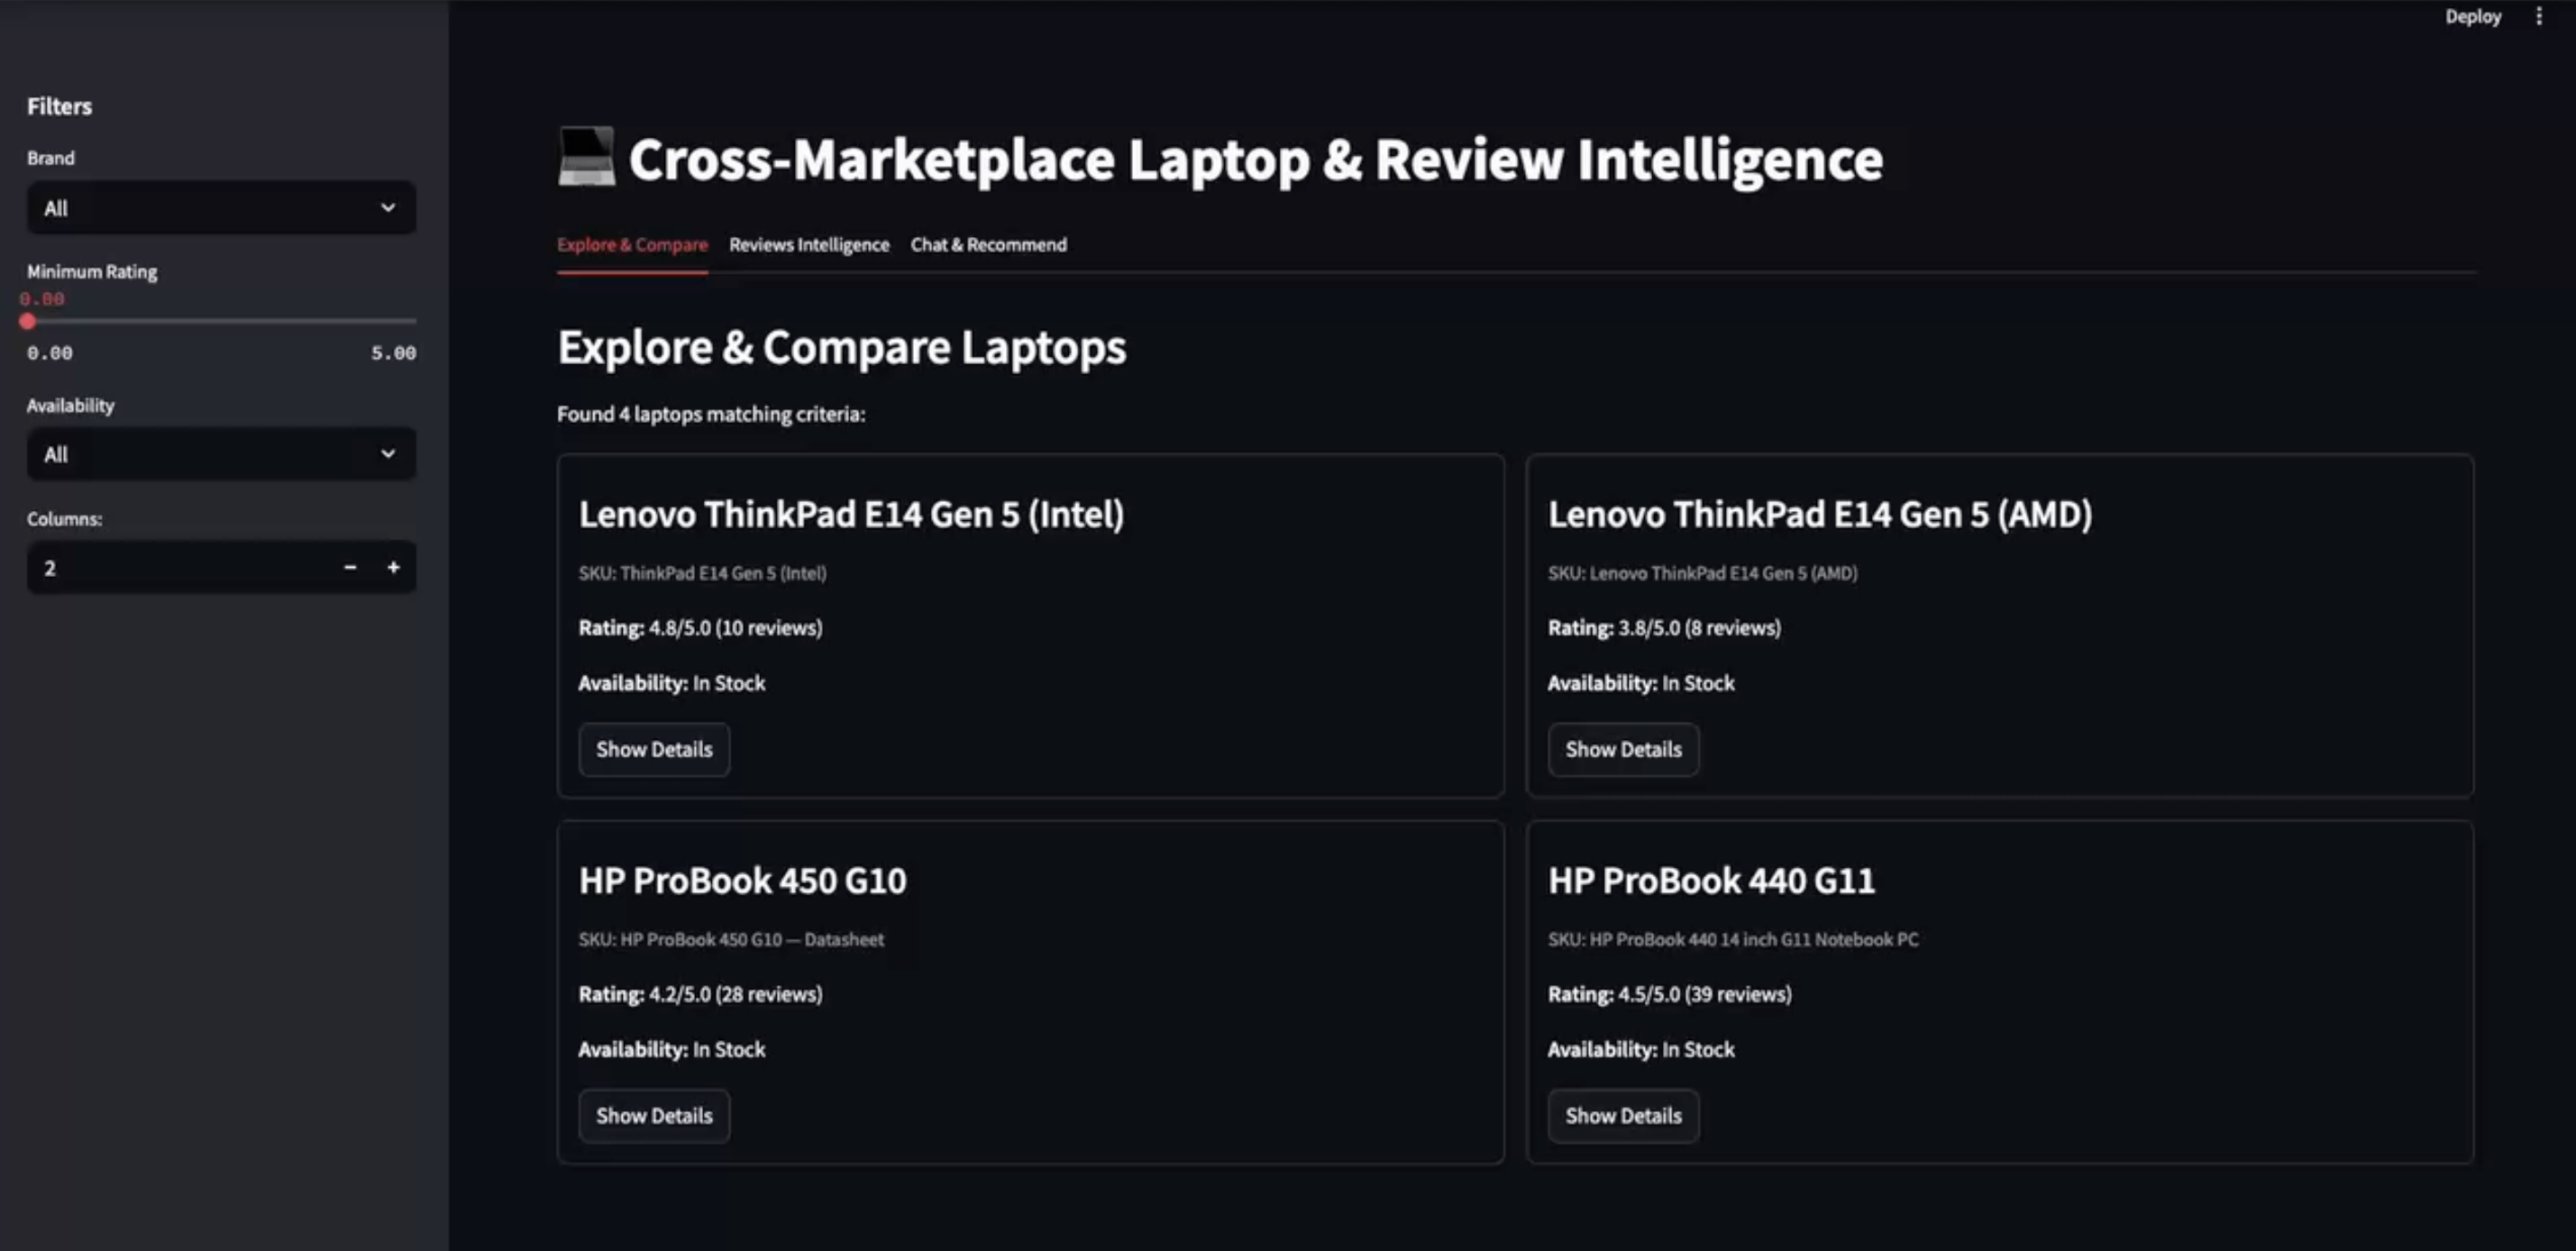 Deploy
Filters
Brand
All
Minimum Rating
0.00
0.00 5.00
Availability
All
Columns:
2 - +
Cross-Marketplace Laptop & Review Intelligence
Explore & Compare Reviews Intelligence Chat & Recommend
Explore & Compare Laptops
Found 4 laptops matching criteria:
Lenovo ThinkPad E14 Gen 5 (Intel)
SKU: ThinkPad E14 Gen 5 (Intel)
Rating: 4.8/5.0 (10 reviews)
Availability: In Stock
Show Details
Lenovo ThinkPad E14 Gen 5 (AMD)
SKU: Lenovo ThinkPad E14 Gen 5 (AMD)
Rating: 3.8/5.0 (8 reviews)
Availability: In Stock
Show Details
HP ProBook 450 G10
SKU: HP ProBook 450 G10 — Datasheet
Rating: 4.2/5.0 (28 reviews)
Availability: In Stock
Show Details
HP ProBook 440 G11
SKU: HP ProBook 440 14 inch G11 Notebook PC
Rating: 4.5/5.0 (39 reviews)
Availability: In Stock
Show Details